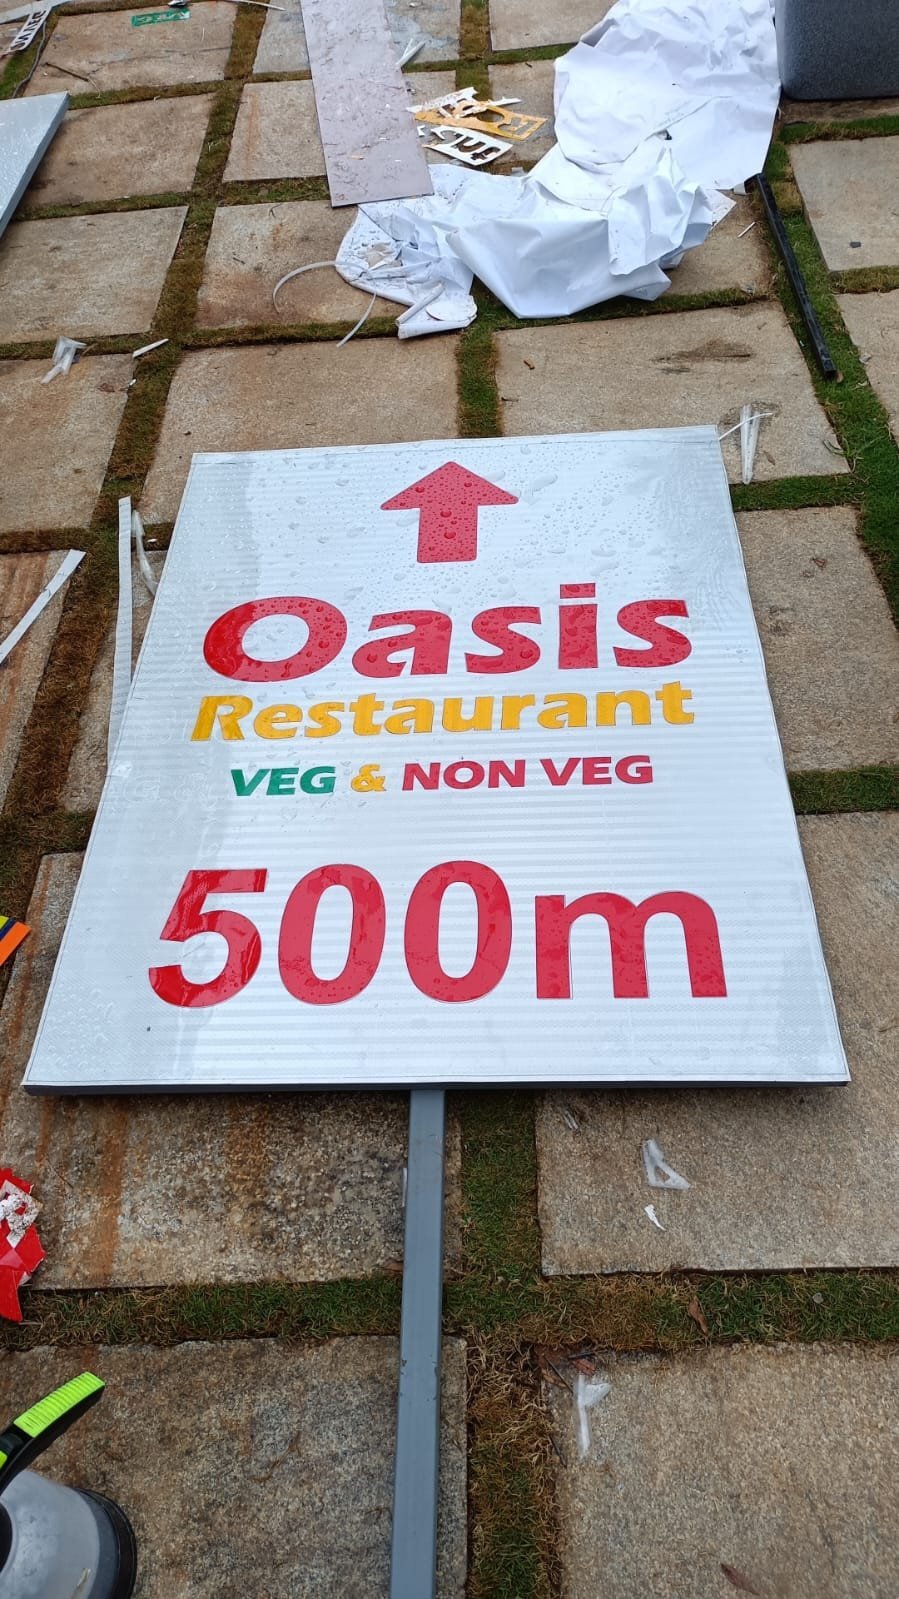 Oasis
Restaurant
VEG & NON VEG
500m